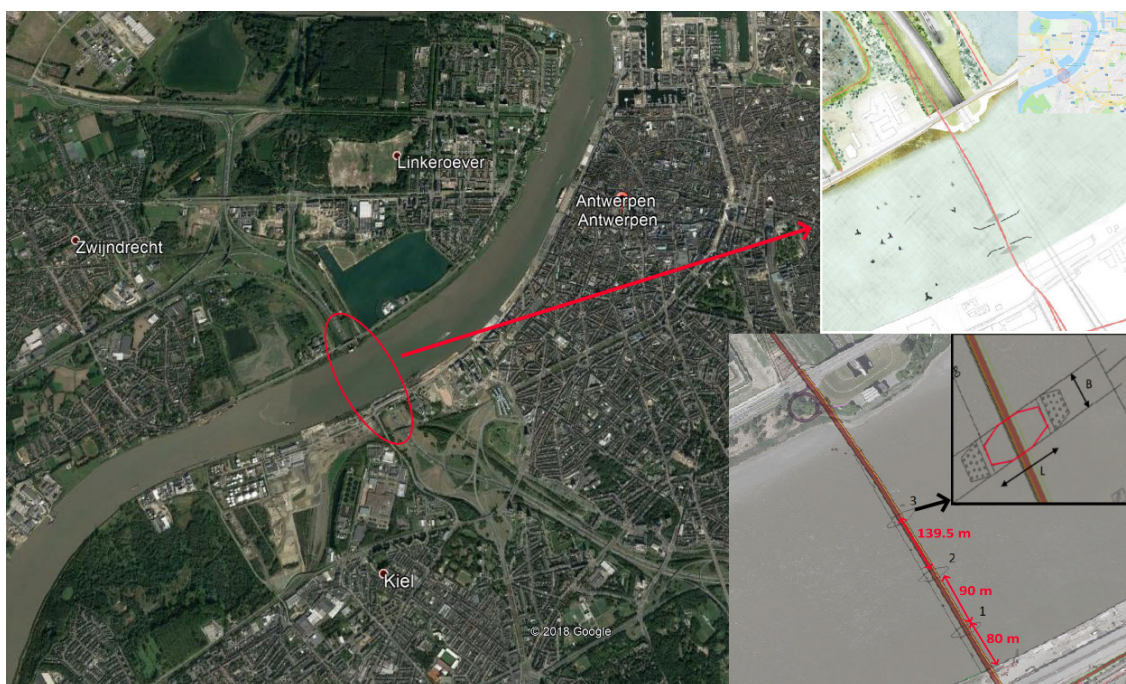 Linkeroever
Antwerpen
Antwerpen
Zwijndrecht
Kiel
© 2018 Google
B
L
3
139.5 m
2
90 m
1
80 m